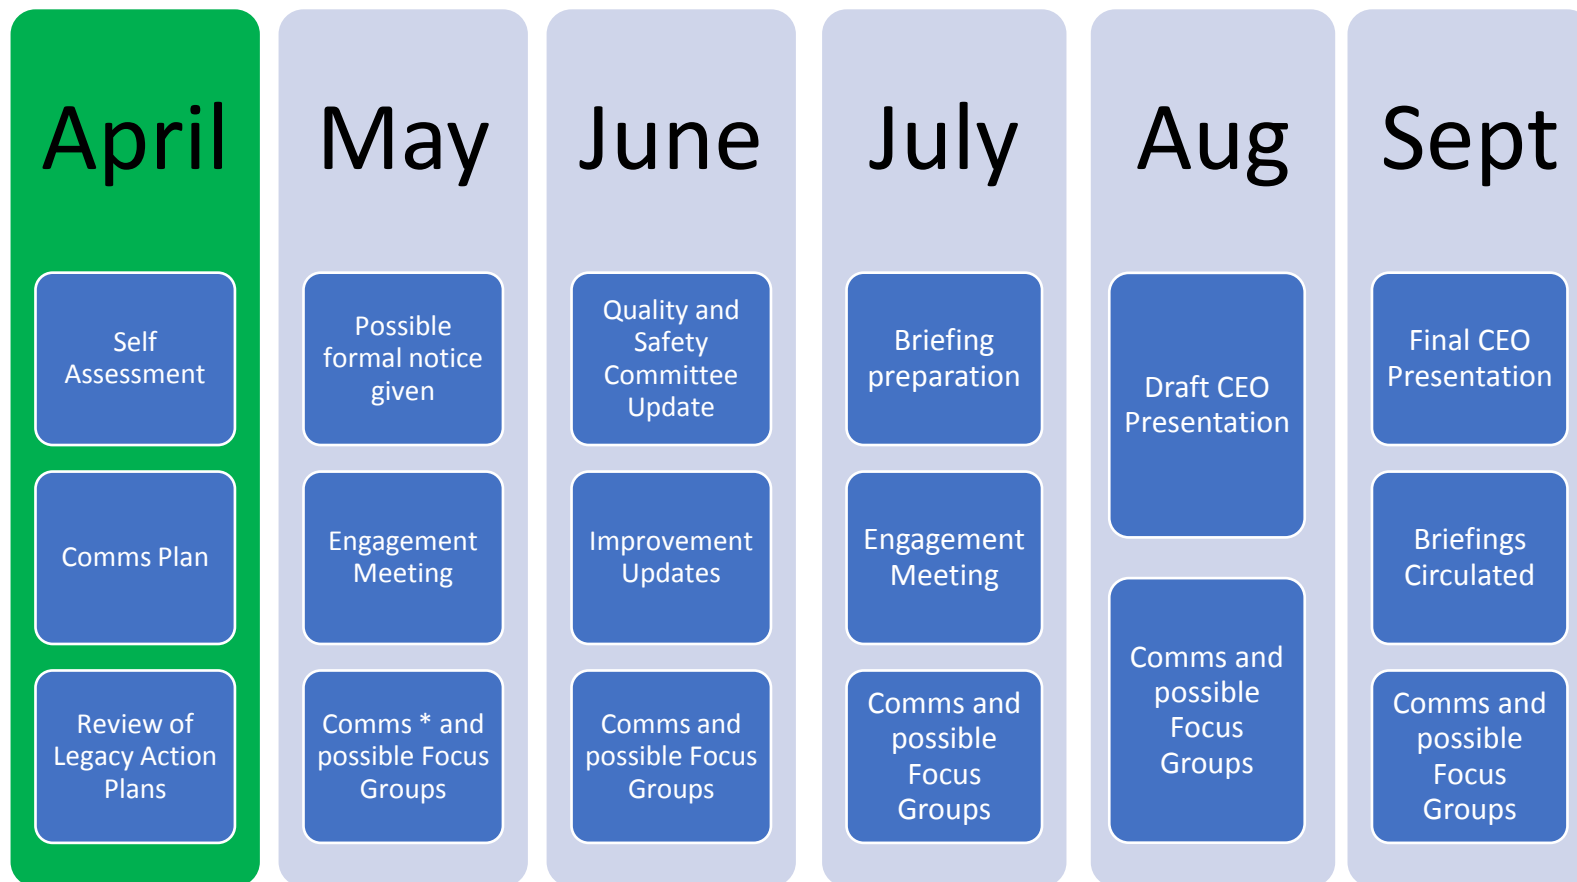 April
Self
Assessment
Comms Plan
Review of
Legacy Action
Plans
May
Possible
formal notice
given
Engagement
Meeting
Comms * and
possible Focus
Groups
June
Quality and
Safety
Committee
Update
Improvement
Updates
Comms and
possible Focus
Groups
July
Briefing
preparation
Engagement
Meeting
Comms and
possible
Focus
Groups
Aug
Draft CEO
Presentation
Comms and
possible
Focus
Groups
Sept
Final CEO
Presentation
Briefings
Circulated
Comms and
possible
Focus
Groups